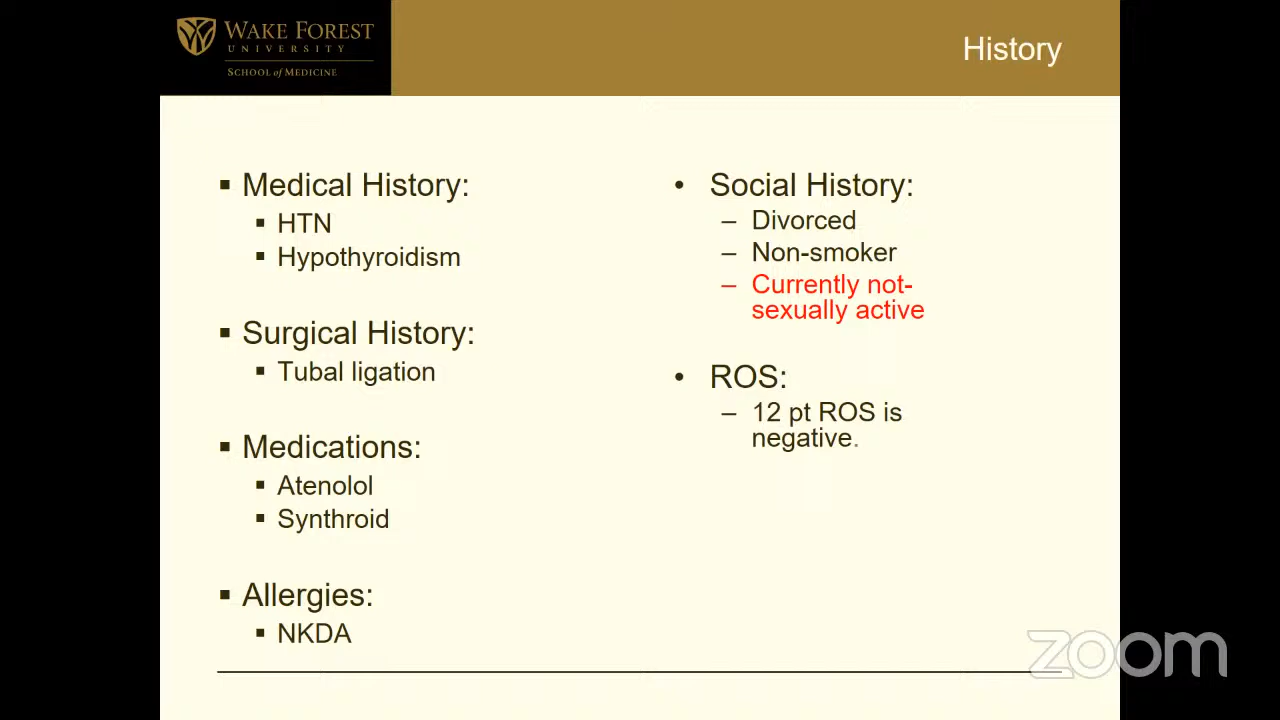 WAKE FOREST
UNIVERSITY
SCHOOL of MEDICINE
History
▪ Medical History:
▪ HTN
▪ Hypothyroidism
▪ Surgical History:
▪ Tubal ligation
▪ Medications:
▪ Atenolol
▪ Synthroid
▪ Allergies:
▪ NKDA
• Social History:
– Divorced
– Non-smoker
– Currently not-
sexually active
• ROS:
– 12 pt ROS is
negative.
zoom